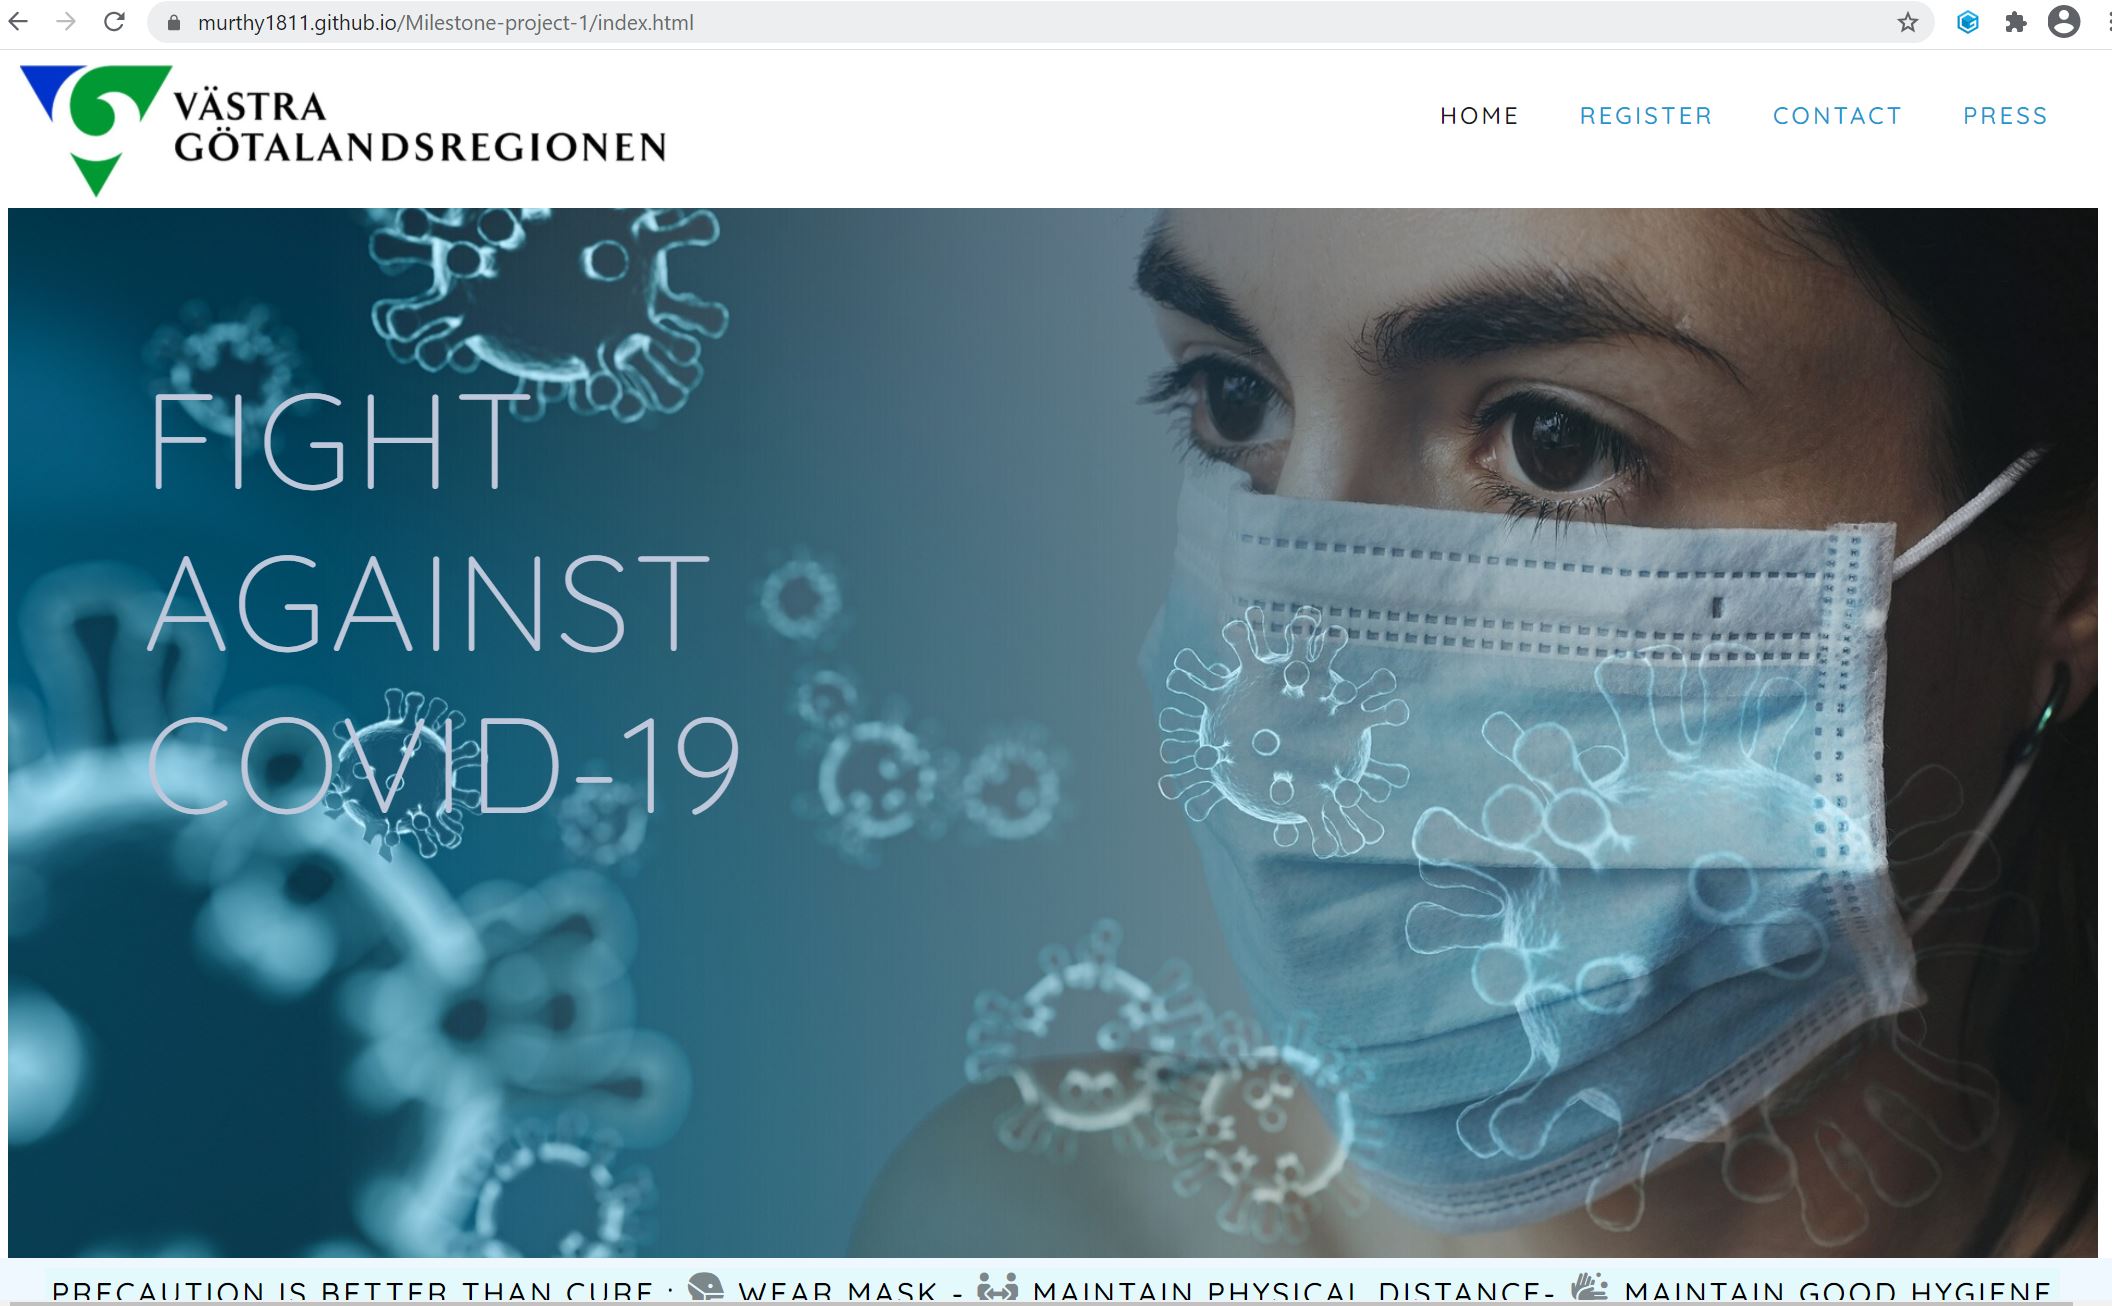 murthy1811.github.io/Milestone-project-1/index.html
VÄSTRA
GÖTALANDSREGIONEN
HOME REGISTER CONTACT PRESS
FIGHT
AGAINST
COVID-19
PRECAUTION IS BETTER THAN CURE : WEAR MASK - MAINTAIN PHYSICAL DISTANCE- MAINTAIN GOOD HYGIENE